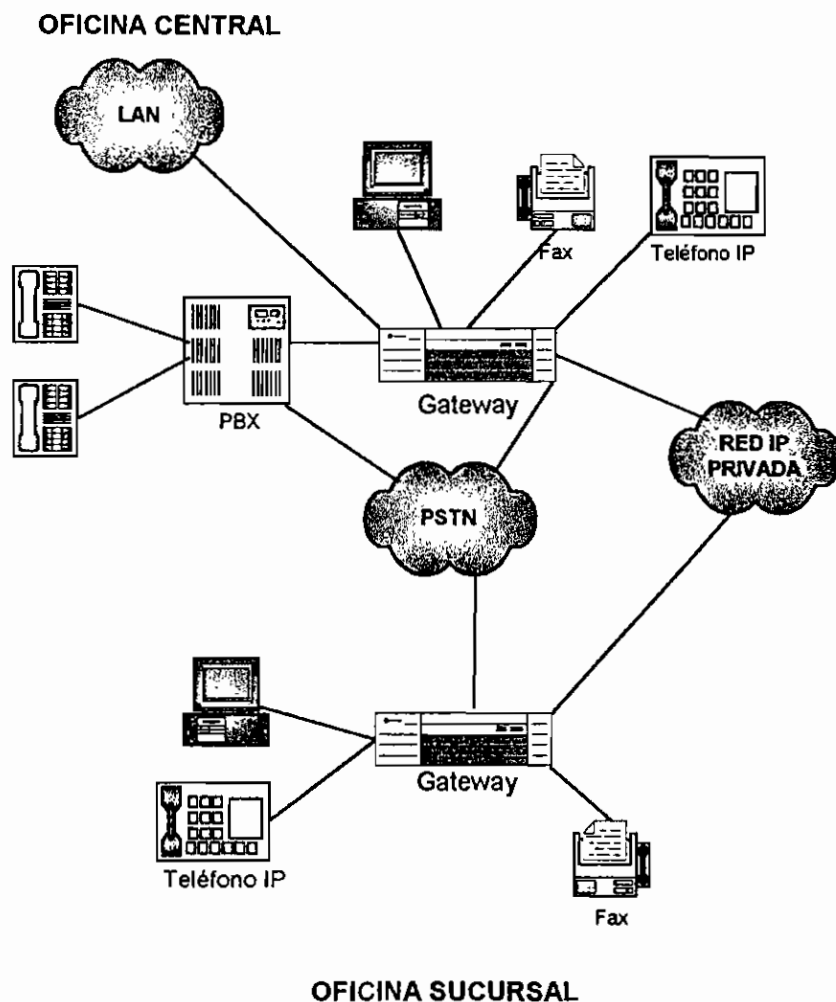 OFICINA CENTRAL
LAN
Fax
Teléfono IP
PBX
Gateway
RED IP
PRIVADA
PSTN
Gateway
Teléfono IP
Fax
OFICINA SUCURSAL